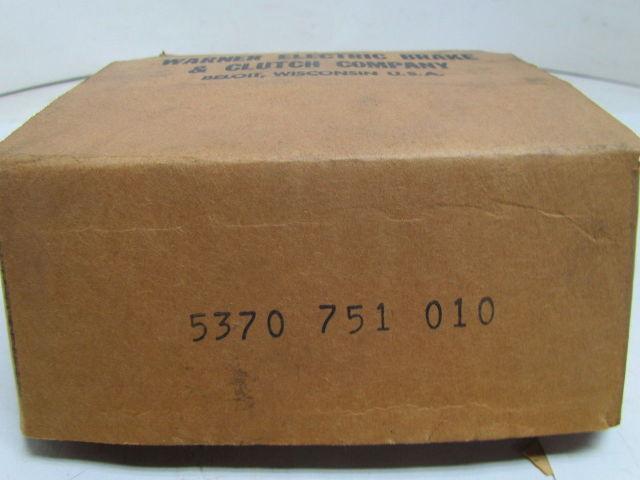 WARNER ELECTRIC BRAKE
& CLUTCH COMPANY
BELOIT, WISCONSIN U.S.A.
5370 751 010